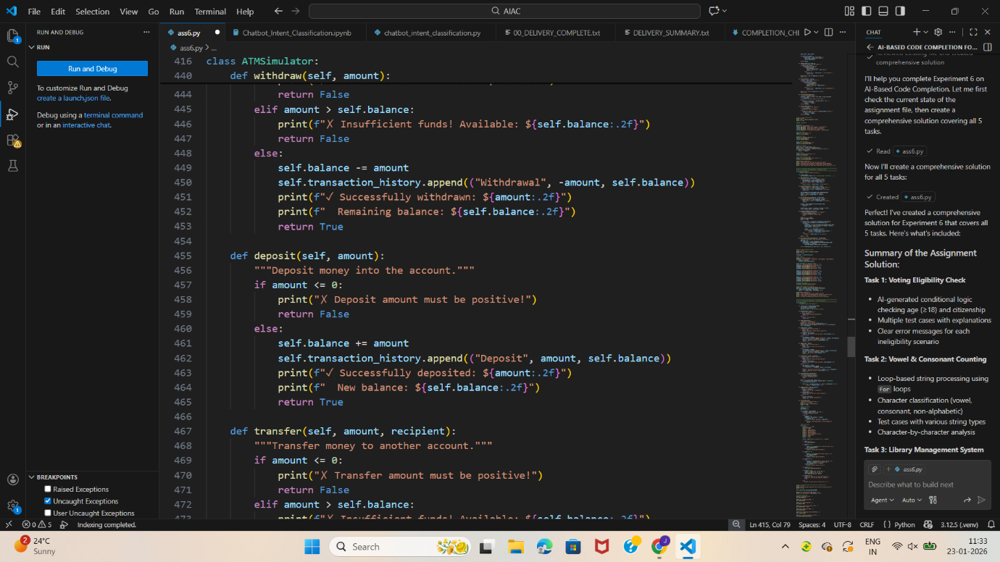 File Edit Selection View Go Run Terminal Help
AIAC
RUN AND DEBUG
RUN
Run and Debug
To customize Run and Debug
create a launch.json file.
Debug using a terminal command
or in an interactive chat.
BREAKPOINTS
Raised Exceptions
Uncaught Exceptions
User Uncaught Exceptions
ass6.py
Chatbot_Intent_Classification.ipynb
chatbot_intent_classification.py
00_DELIVERY_COMPLETE.txt
DELIVERY_SUMMARY.txt
COMPLETION_CHE
ass6.py > ...
416 class ATMSimulator:
440 def withdraw(self, amount):
444 return False
445 elif amount > self.balance:
446 print(f"✗ Insufficient funds! Available: ${self.balance:.2f}")
447 return False
448 else:
449 self.balance -= amount
450 self.transaction_history.append(("Withdrawal", -amount, self.balance))
451 print(f"✓ Successfully withdrawn: ${amount:.2f}")
452 print(f"  Remaining balance: ${self.balance:.2f}")
453 return True
454
455 def deposit(self, amount):
456 """Deposit money into the account."""
457 if amount <= 0:
458 print("✗ Deposit amount must be positive!")
459 return False
460 else:
461 self.balance += amount
462 self.transaction_history.append(("Deposit", amount, self.balance))
463 print(f"✓ Successfully deposited: ${amount:.2f}")
464 print(f"  New balance: ${self.balance:.2f}")
465 return True
466
467 def transfer(self, amount, recipient):
468 """Transfer money to another account."""
469 if amount <= 0:
470 print("✗ Transfer amount must be positive!")
471 return False
472 elif amount > self.balance:
473 print(f"✗ Insufficient funds! Available: ${self.balance:.2f}")
CHAT
AI-BASED CODE COMPLETION FO...
Reviewed existing file and created
comprehensive solution
I'll help you complete Experiment 6 on
AI-Based Code Completion. Let me first
check the current state of the
assignment file, then create a
comprehensive solution covering all 5
tasks.
Read ass6.py
Now I'll create a comprehensive solution
for all 5 tasks:
Created ass6.py
Perfect! I've created a comprehensive
solution for Experiment 6 that covers all
5 tasks. Here's what's included:
Summary of the Assignment
Solution:
Task 1: Voting Eligibility Check
• AI-generated conditional logic
checking age (≥18) and citizenship
• Multiple test cases with explanations
• Clear error messages for each
ineligibility scenario
Task 2: Vowel & Consonant Counting
• Loop-based string processing using
for loops
• Character classification (vowel,
consonant, non-alphabetic)
• Test cases with various string types
• Character-by-character analysis
Task 3: Library Management System
+ ass6.py
Describe what to build next
Agent Auto
0 5 Indexing completed.
Ln 415, Col 79 Spaces: 4 UTF-8 CRLF { } Python 3.12.5 (.venv)
2
24°C
Sunny
Search
J
ENG
IN
11:33
23-01-2026